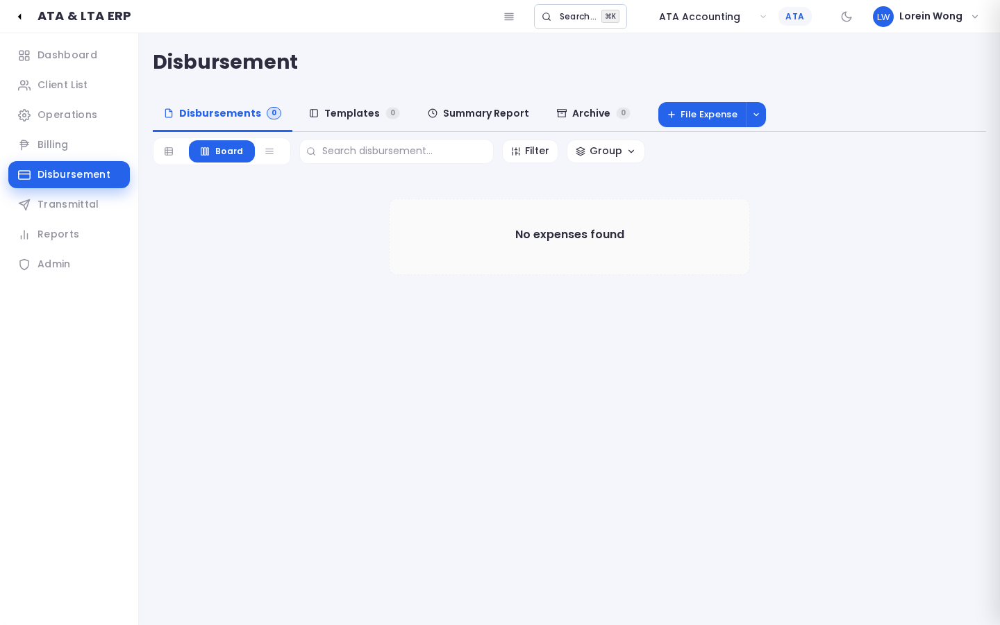 ATA & LTA ERP
Search... ⌘K
ATA Accounting
ATA
LW
Lorein Wong
Dashboard
Client List
Operations
Billing
Disbursement
Transmittal
Reports
Admin
Disbursement
Disbursements 0
Templates 0
Summary Report
Archive 0
File Expense
Board
Search disbursement...
Filter
Group
No expenses found